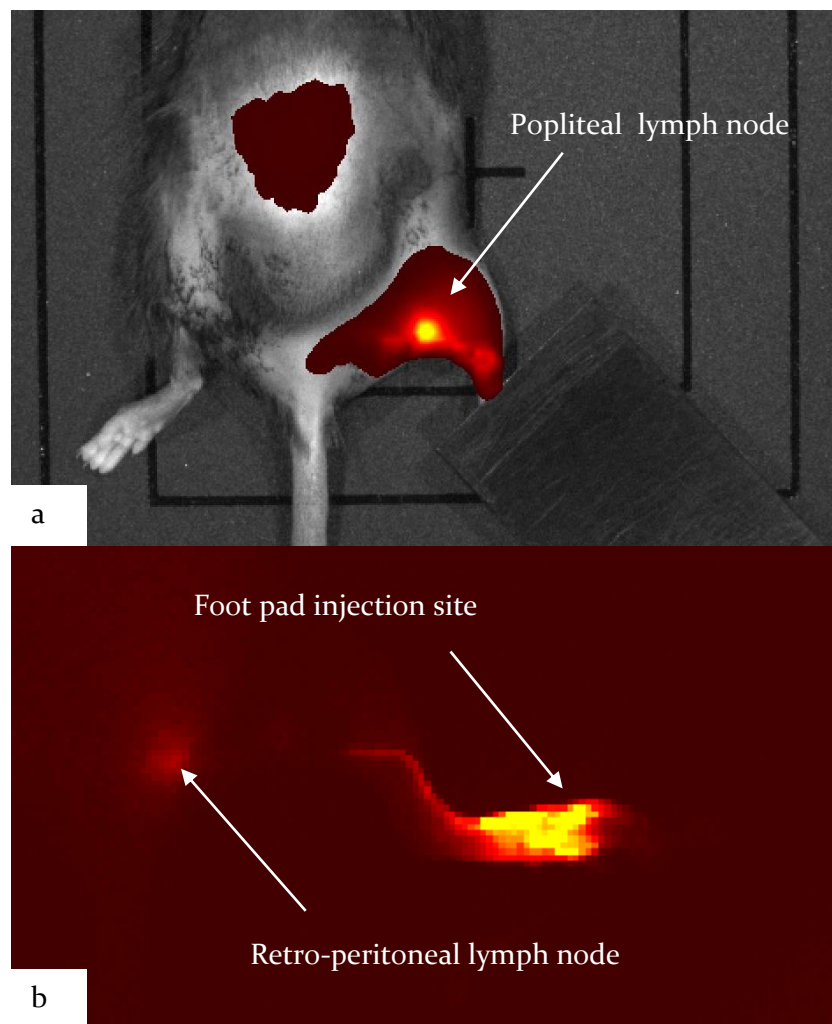 Popliteal lymph node
a
Foot pad injection site
Retro-peritoneal lymph node
b